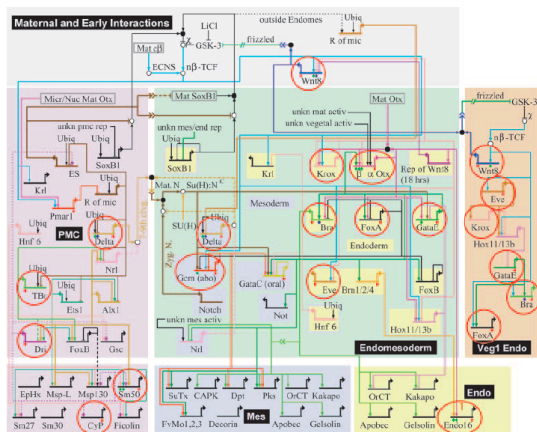 Maternal and Early Interactions
LiCl
outside Endomes
Ubiq
R of mic
χ
GSK-3
frizzled
Mat cβ
ECNS
nβ-TCF
Wnt8
Micr/Nuc Mat Otx
Mat SoxB1
unkn pmc rep
Ubiq
SoxB1
ES
Krl
Ubiq
R of mic
Pmar1
Ubiq
Hnf 6
PMC
Ubiq
Delta
Nrl
TBr
Ubiq
Ets1
Alx1
Dri
FoxB
Gsc
unkn mes/end rep
Ubiq
SoxB1
Krl
Krox
Mat Otx
unkn mat activ
unkn vegetal activ
α Otx
Rep of Wnt8
(18 hrs)
Mat. N
Su(H):N
Mesoderm
SU(H)
Ubiq
Delta
Zyg. N.
Gcm (abo)
Bra
FoxA
GataE
Endoderm
Notch
GataC (oral)
Not
Eve
Brn1/2/4
FoxB
Ubiq
Hnf 6
unkn mes activ
Nrl
Hox11/13b
Endomesoderm
frizzled
GSK-3
χ
nβ-TCF
Wnt8
Eve
Krox
Hox11/13b
GataE
Bra
FoxA
Veg1 Endo
EpHx
Msp-L
Msp130
Sm50
Sm27
Sm30
CyP
Ficolin
SuTx
CAPK
Dpt
Pks
OrCT
Kakapo
FvMo1,2,3
Decorin
Mes
Apobec
Gelsolin
Endo
OrCT
Kakapo
Apobec
Gelsolin
Endo16